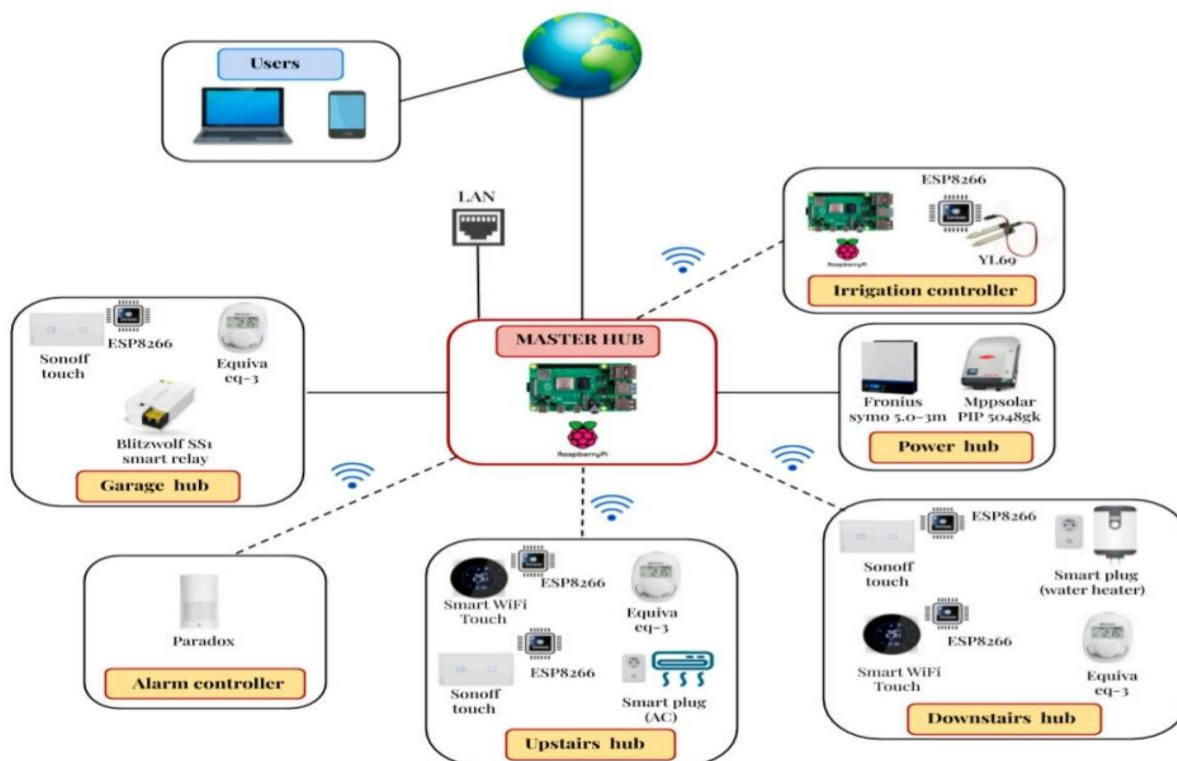 Users
LAN
ESP8266
RaspberryPi
YL69
Irrigation controller
MASTER HUB
RaspberryPi
Sonoff
touch
ESP8266
Equiva
eq-3
Blitzwolf SS1
smart relay
Garage hub
Fronius
symo 5.0-3m
Mppsolar
PIP 5048gk
Power hub
Paradox
Alarm controller
ESP8266
Smart WiFi
Touch
Equiva
eq-3
ESP8266
Sonoff
touch
Smart plug
(AC)
Upstairs hub
ESP8266
Sonoff
touch
Smart plug
(water heater)
ESP8266
Smart WiFi
Touch
Equiva
eq-3
Downstairs hub